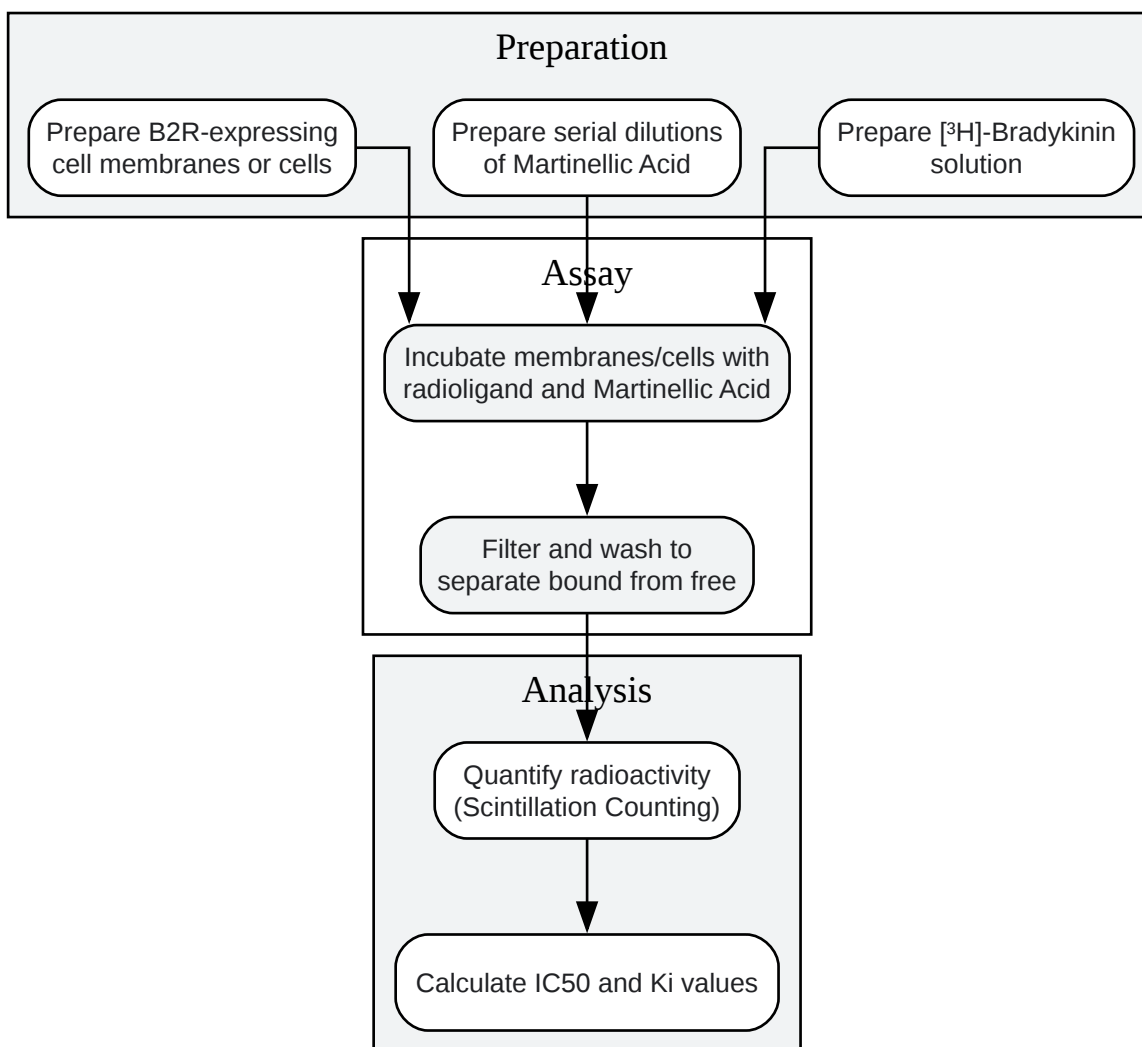 Preparation
Prepare B2R-expressing
cell membranes or cells
Prepare serial dilutions
of Martinellic Acid
Prepare [³H]-Bradykinin
solution
Assay
Incubate membranes/cells with
radioligand and Martinellic Acid
Filter and wash to
separate bound from free
Analysis
Quantify radioactivity
(Scintillation Counting)
Calculate IC50 and Ki values